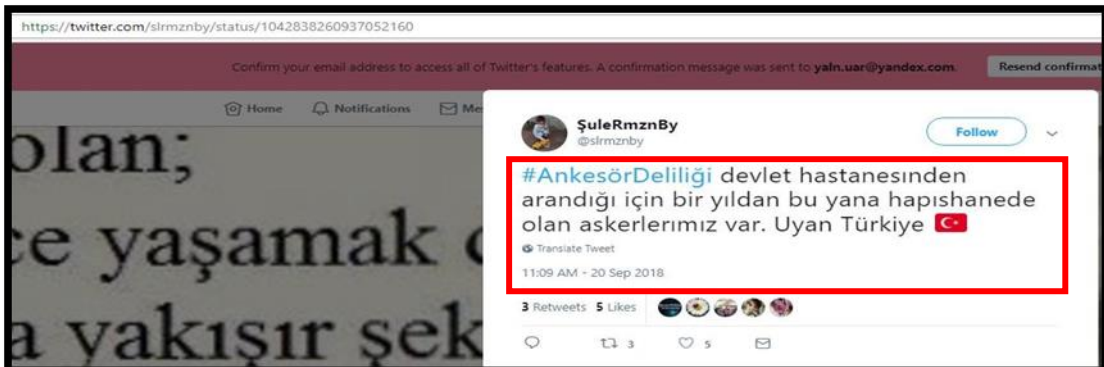 https://twitter.com/slrmznby/status/1042838260937052160
Confirm your email address to access all of Twitter's features. A confirmation message was sent to yaln.uar@yandex.com. Resend confirmat
Home Notifications Me
olan;
ce yaşamak
a yakışır şek
ŞuleRmznBy
@slrmznby
Follow
#AnkesörDeliliği devlet hastanesınden
arandığı için bir yıldan bu yana hapıshanede
olan askerlerımız var. Uyan Türkiye
Translate Tweet
11:09 AM - 20 Sep 2018
3 Retweets 5 Likes
3 5